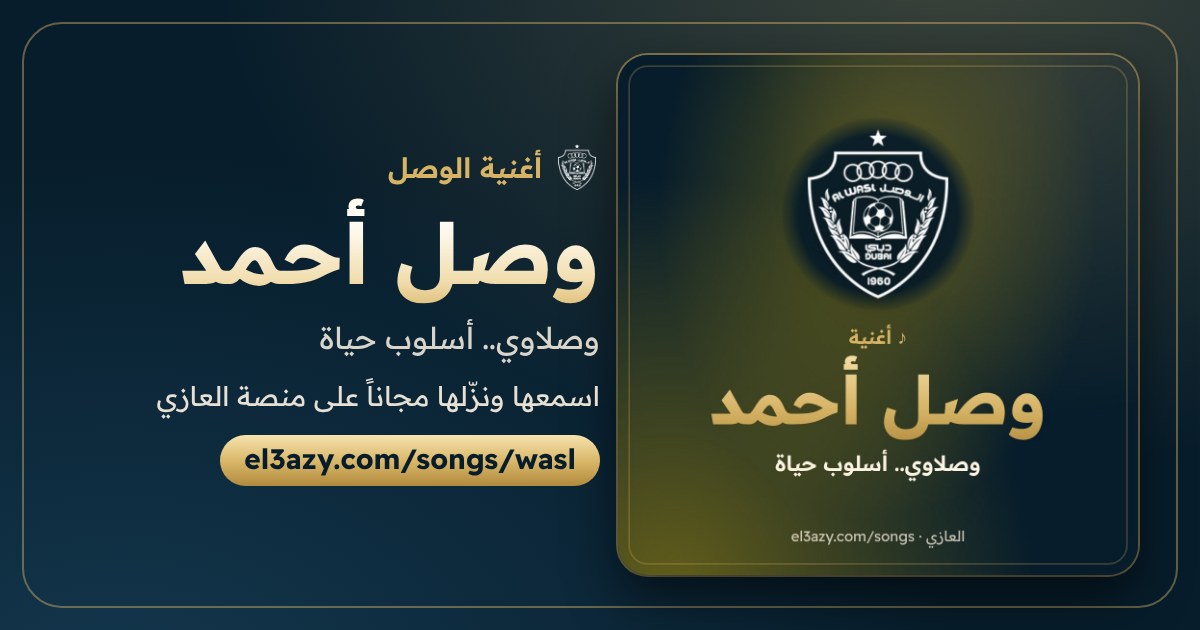 أغنية الوصل
وصل أحمد
وصلاوي.. أسلوب حياة
اسمعها ونزّلها مجاناً على منصة العازي
el3azy.com/songs/wasl
الوصل AL WASL
دبي
DUBAI
1960
♪ أغنية
وصل أحمد
وصلاوي.. أسلوب حياة
العازي · el3azy.com/songs